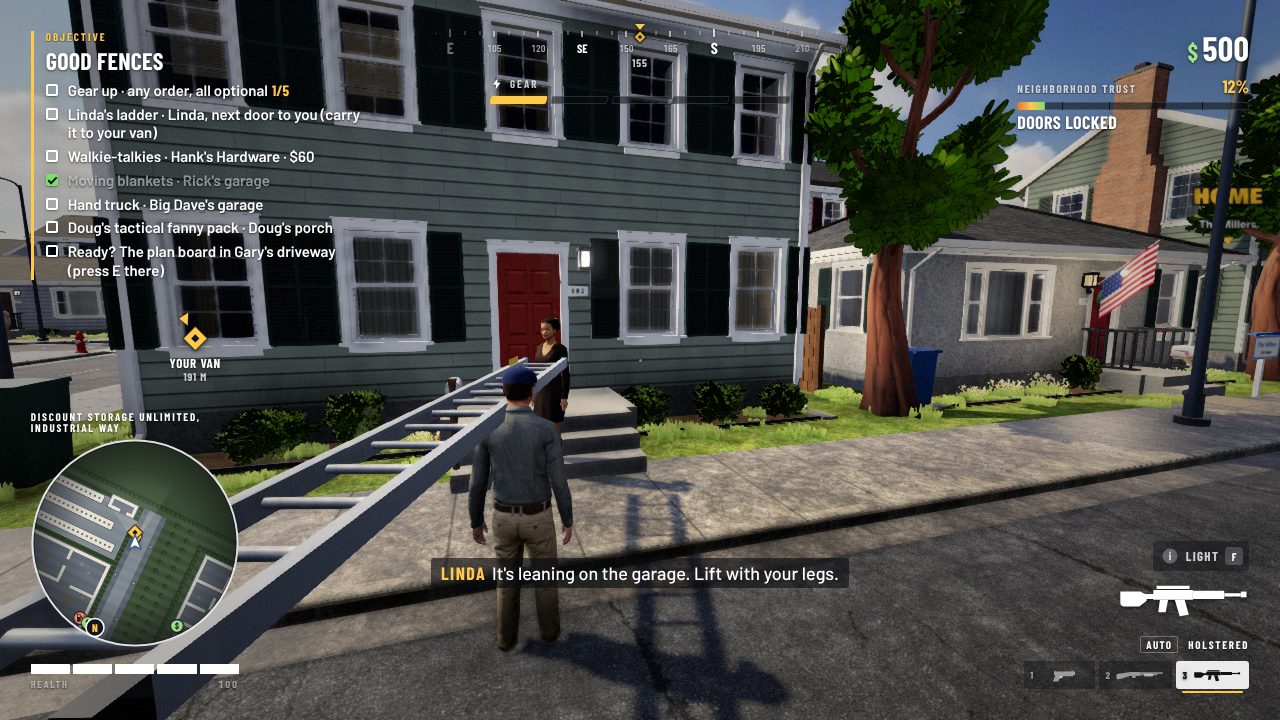 OBJECTIVE
GOOD FENCES
Gear up · any order, all optional 1/5
Linda's ladder · Linda, next door to you (carry
it to your van)
Walkie-talkies · Hank's Hardware · $60
Moving blankets · Rick's garage
Hand truck · Big Dave's garage
Doug's tactical fanny pack · Doug's porch
Ready? The plan board in Gary's driveway
(press E there)
E 105 120 SE 150 165 S 195 210
155
GEAR
$500
NEIGHBORHOOD TRUST 12%
DOORS LOCKED
HOME
The Millers
182
YOUR VAN
191 M
DISCOUNT STORAGE UNLIMITED,
INDUSTRIAL WAY
N
$
LINDA It's leaning on the garage. Lift with your legs.
HEALTH 100
i LIGHT F
AUTO HOLSTERED
1 2 3